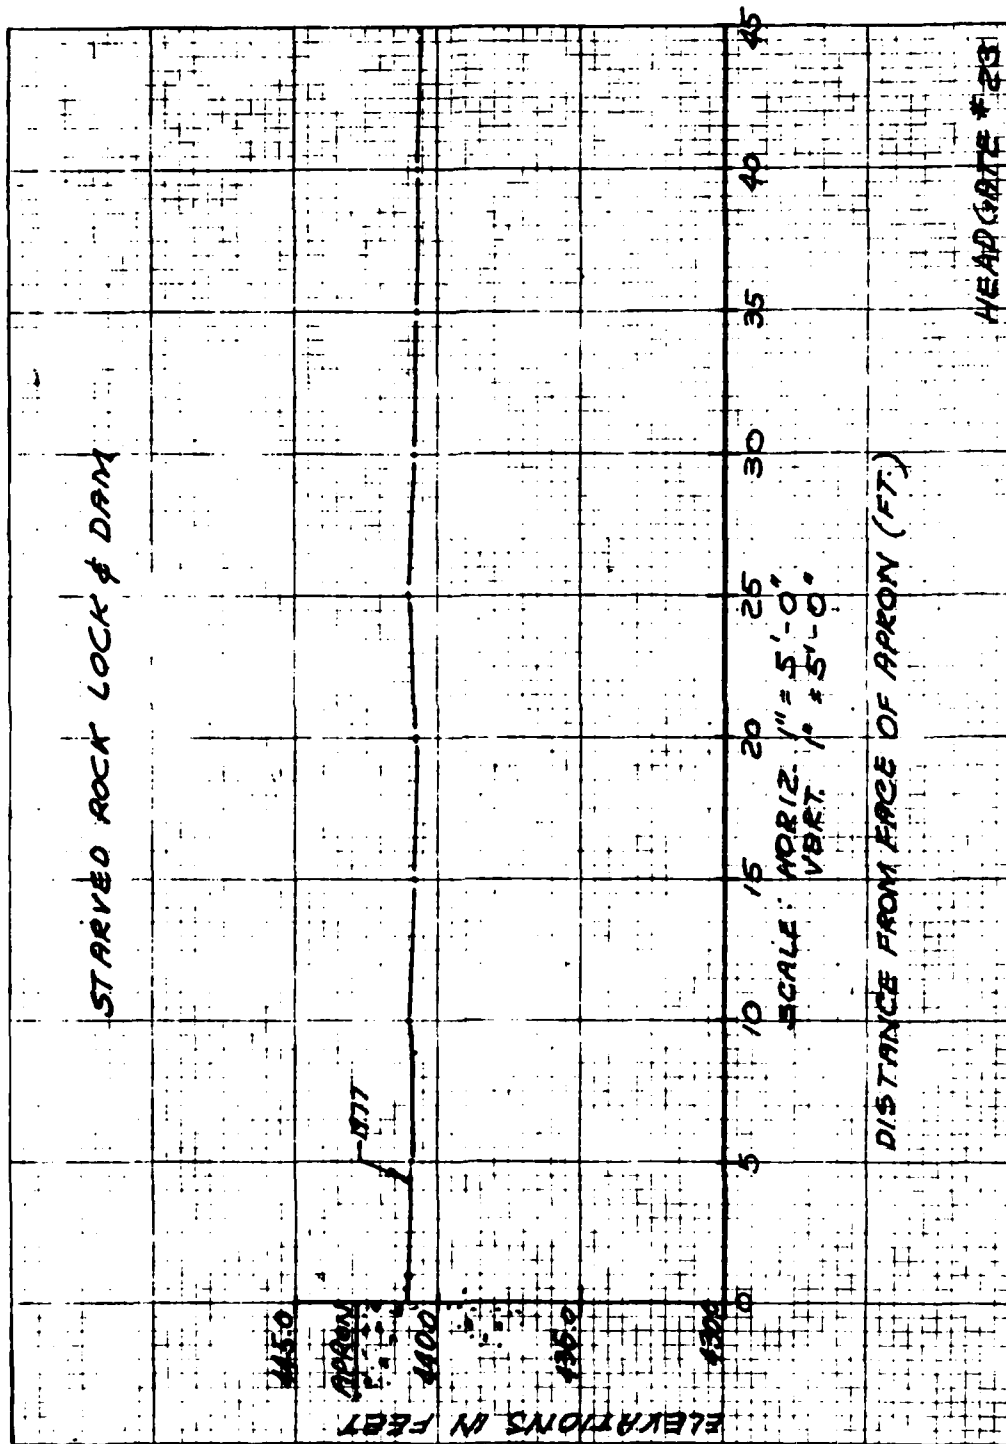 STARVED ROCK LOCK & DAM
ELEVATIONS IN FEET
445.0
APRON
440.0
435.0
430.0
1977
0 5 10 15 20 25 30 35 40 45
SCALE: HORIZ. 1" = 5'-0"
VERT. 1" = 5'-0"
DISTANCE FROM FACE OF APRON (FT.)
HEADGATE # 23